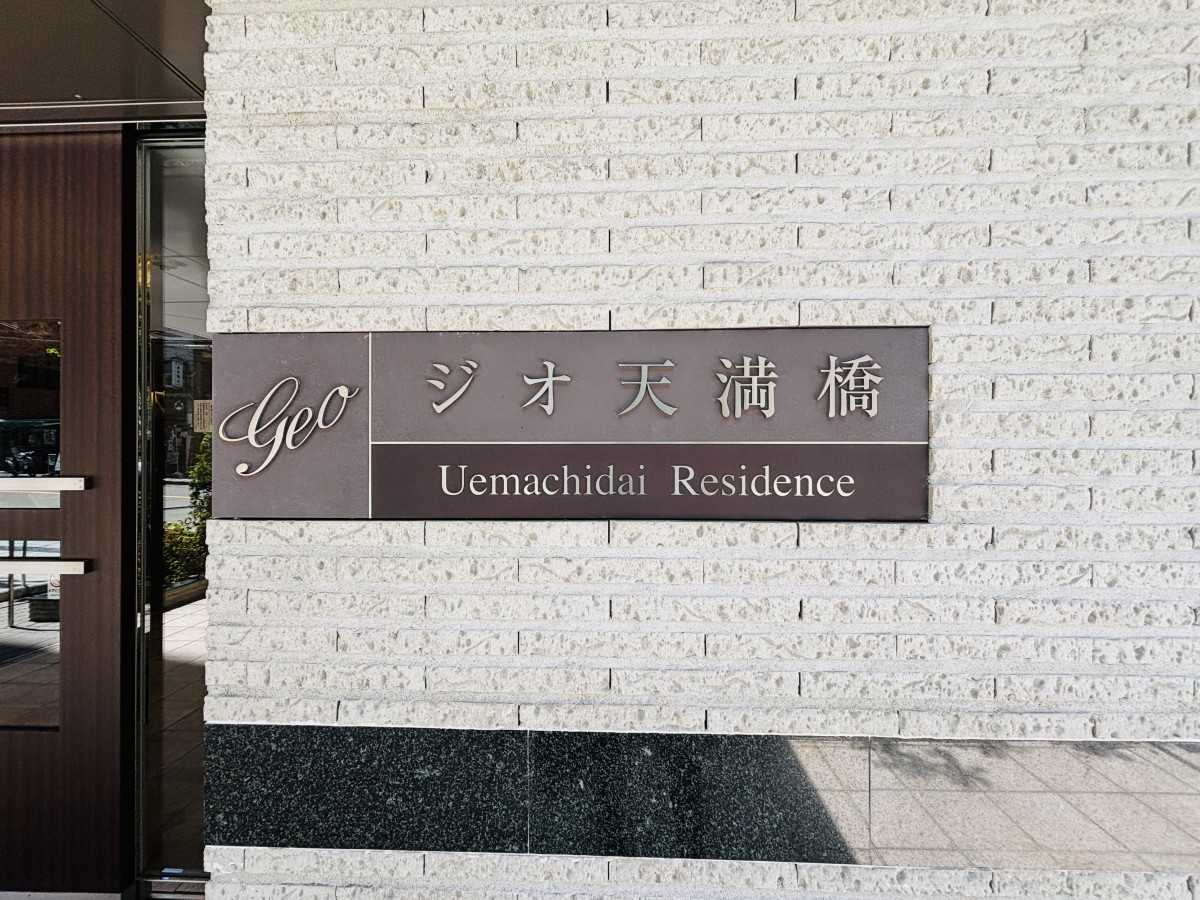 geo
ジオ天満橋
Uemachidai Residence